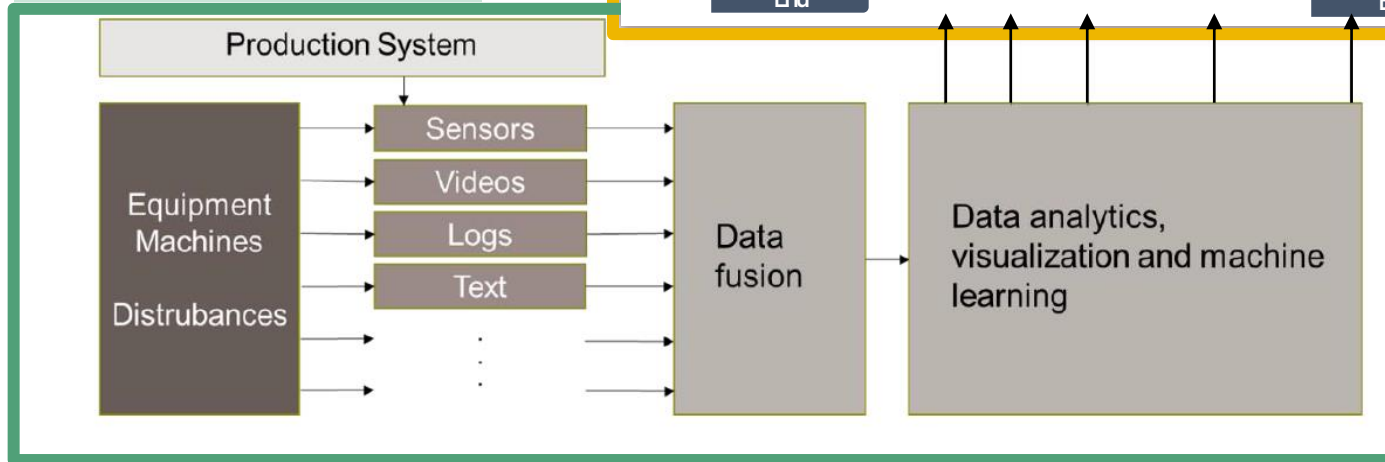 Production System
Sensors
Videos
Logs
Text
Equipment
Machines
Distrubances
Data
fusion
Data analytics,
visualization and machine
learning